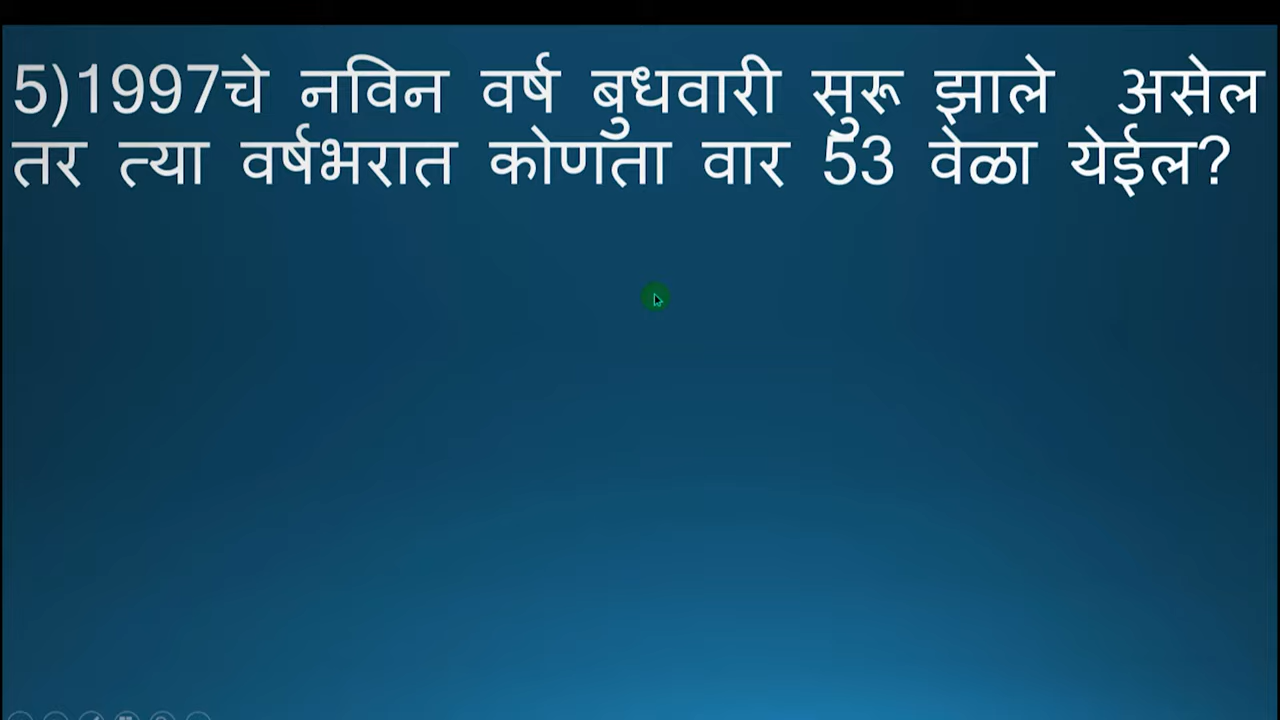 5)1997चे नविन वर्ष बुधवारी सुरू झाले असेल
तर त्या वर्षभरात कोणता वार 53 वेळा येईल?